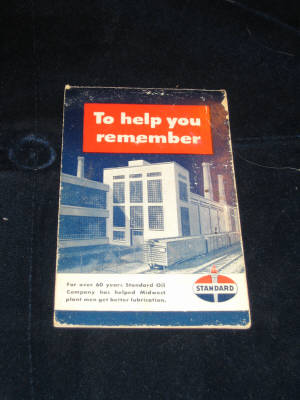 To help you
remember
For over 60 years Standard Oil
Company has helped Midwest
plant men get better lubrication.
STANDARD